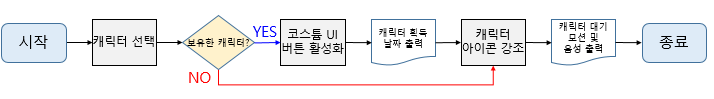 시작
캐릭터 선택
보유한 캐릭터?
YES
NO
코스튬 UI
버튼 활성화
캐릭터 획득
날짜 출력
캐릭터
아이콘 강조
캐릭터 대기
모션 및
음성 출력
종료